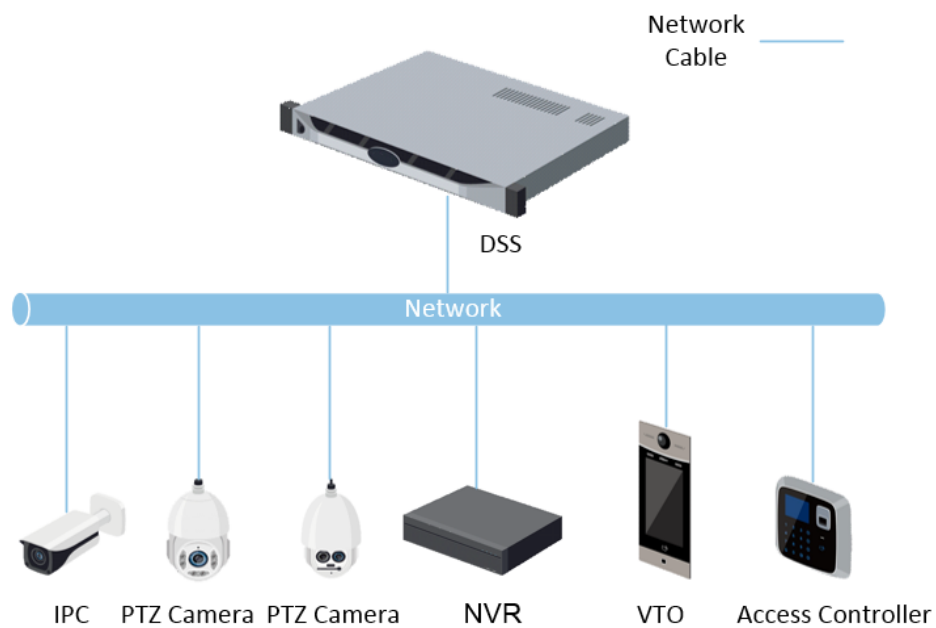 Network
Cable
DSS
Network
IPC
PTZ Camera
PTZ Camera
NVR
VTO
Access Controller